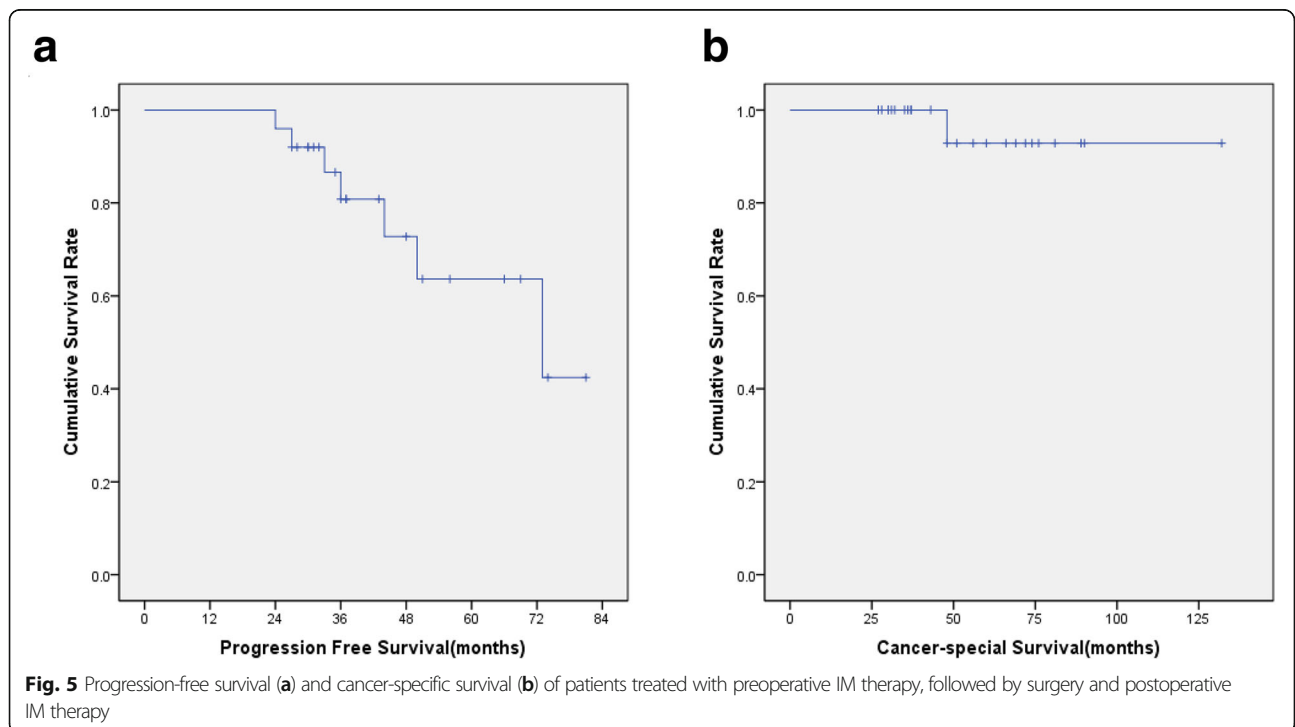 a
b
1.0
0.8
0.6
0.4
0.2
0.0
Cumulative Survival Rate
0 12 24 36 48 60 72 84
Progression Free Survival(months)
1.0
0.8
0.6
0.4
0.2
0.0
Cumulative Survival Rate
0 25 50 75 100 125
Cancer-special Survival(months)
Fig. 5 Progression-free survival (a) and cancer-specific survival (b) of patients treated with preoperative IM therapy, followed by surgery and postoperative
IM therapy